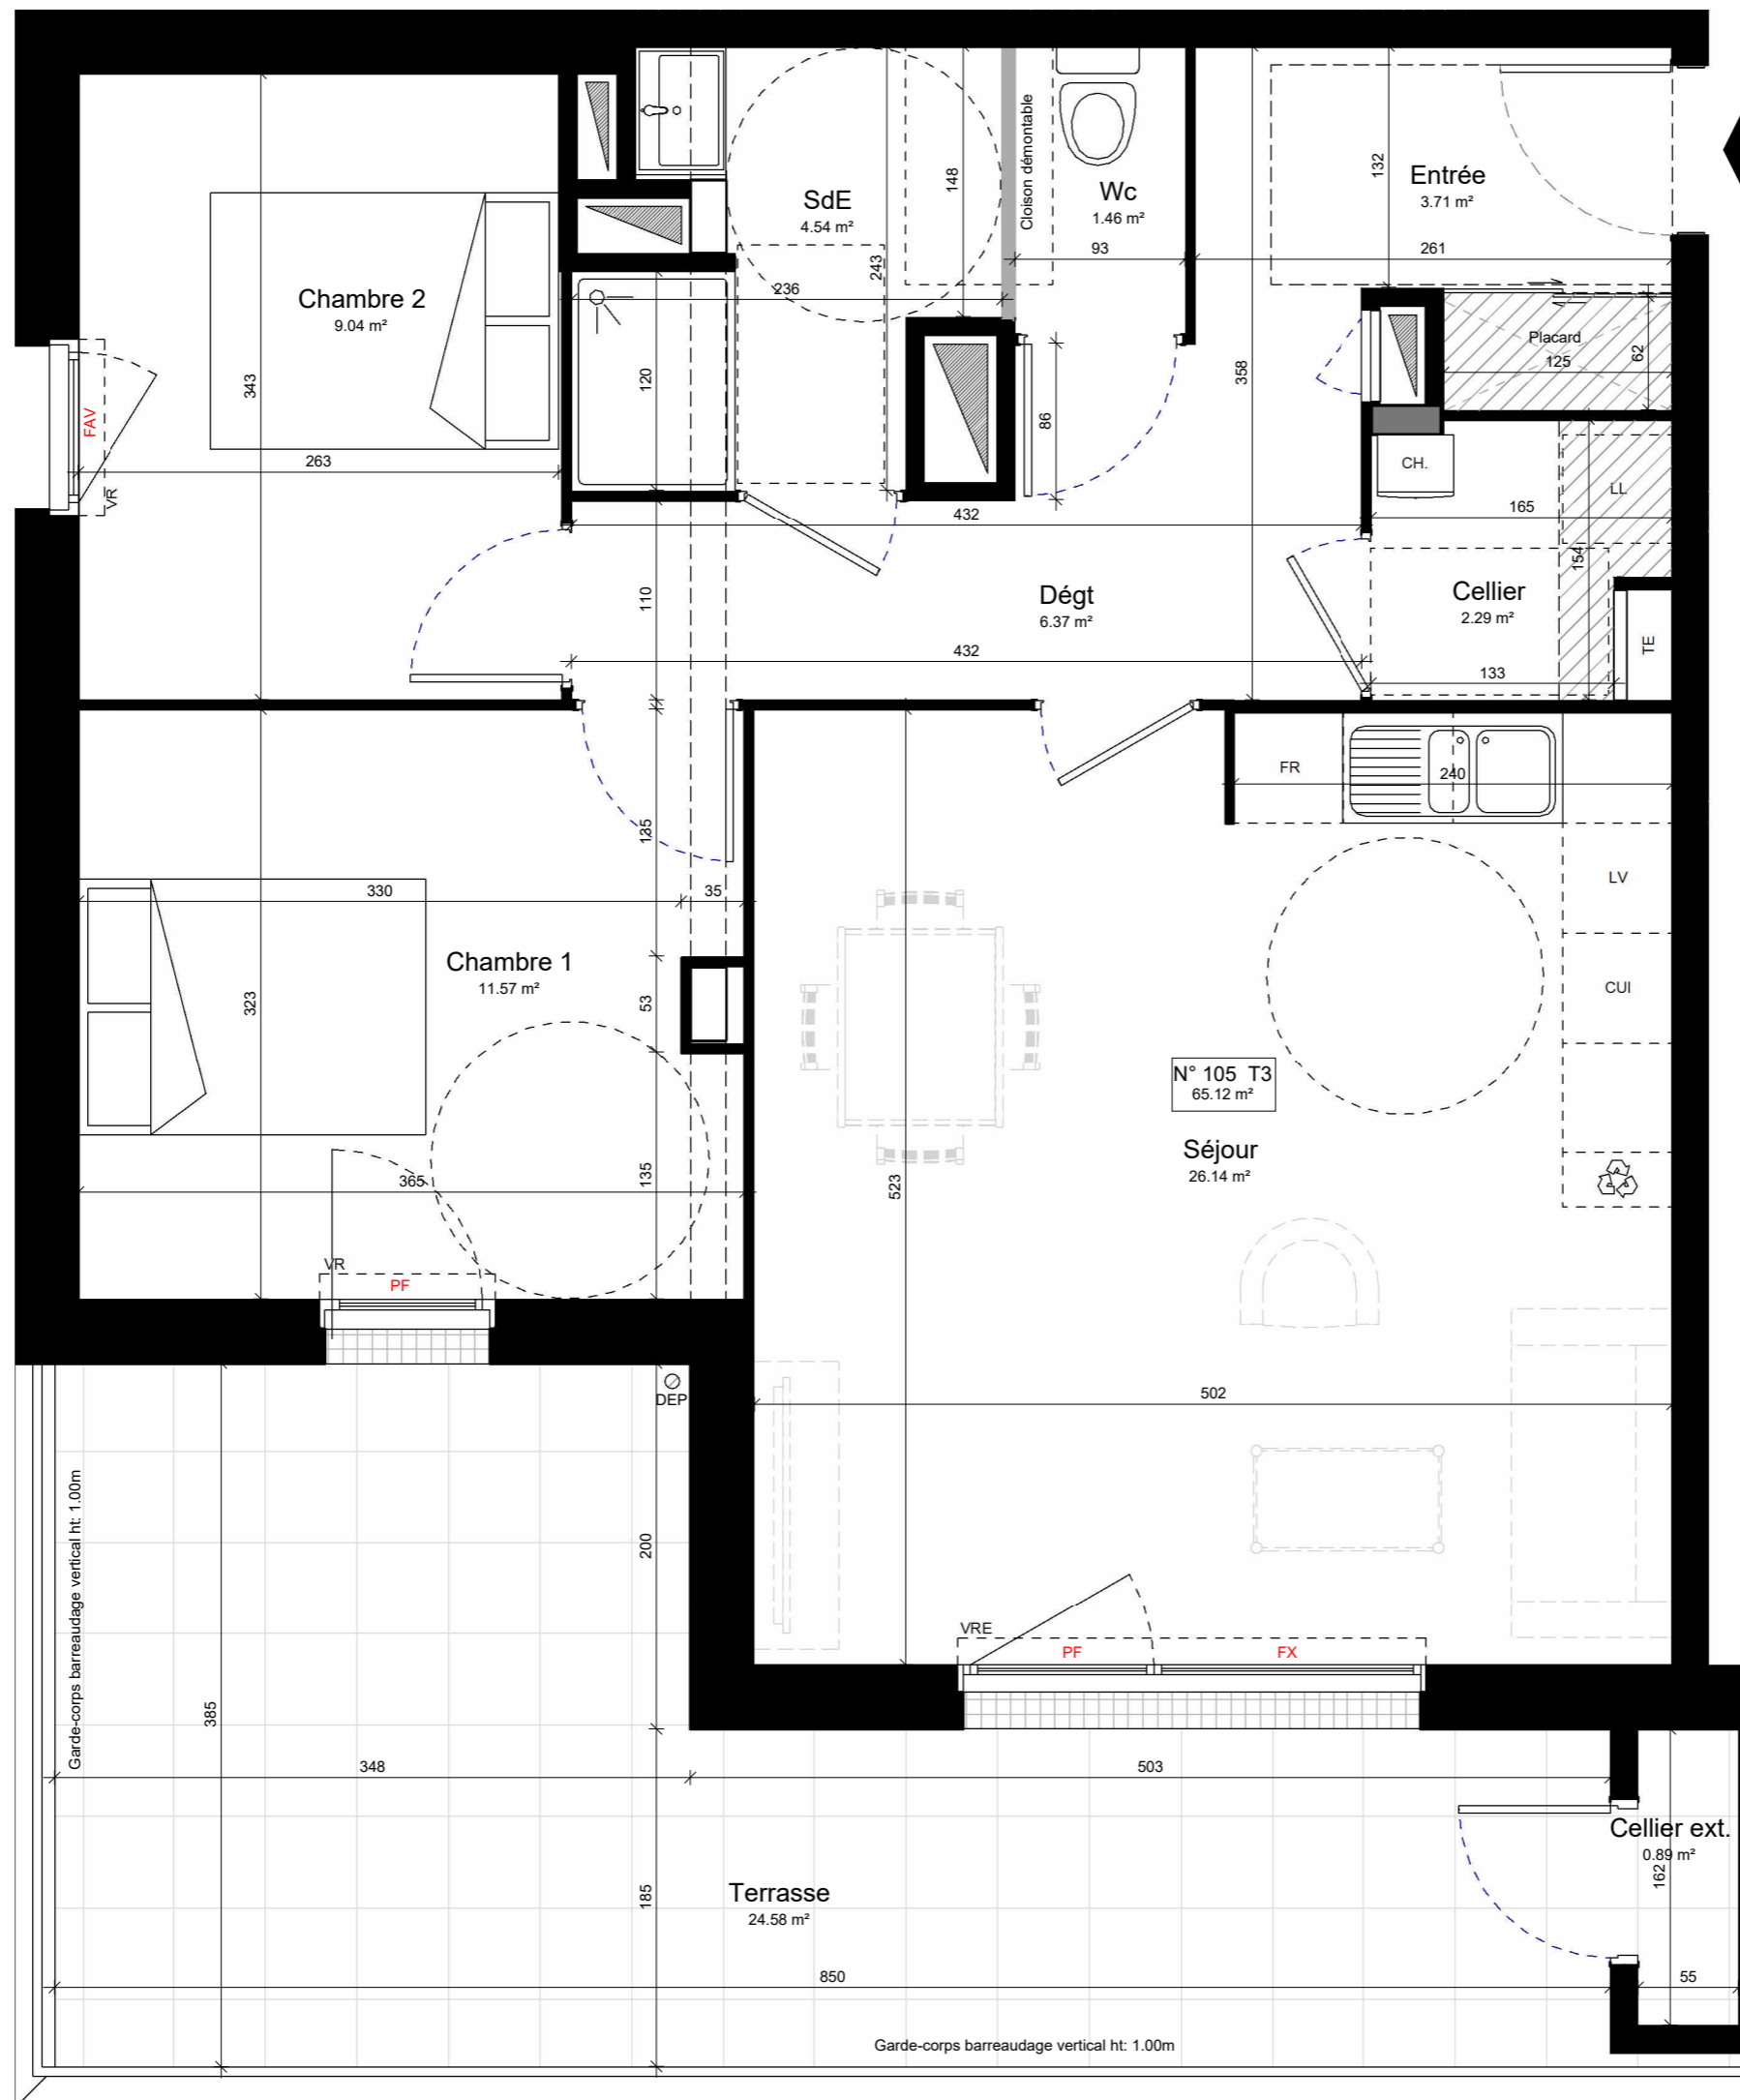 SdE
4.54 m²
148
Cloison démontable
Wc
1.46 m²
93
132
Entrée
3.71 m²
261
Chambre 2
9.04 m²
343
263
FAV
VR
236
243
120
86
358
Placard
125
62
CH.
LL
165
154
432
110
Dégt
6.37 m²
432
Cellier
2.29 m²
133
TE
FR
240
135
330
35
LV
Chambre 1
11.57 m²
323
53
CUI
N° 105 T3
65.12 m²
Séjour
26.14 m²
523
365
135
VR
PF
DEP
502
Garde-corps barreaudage vertical ht: 1.00m
200
VRE
PF
FX
385
348
503
Cellier ext.
0.89 m²
162
Terrasse
24.58 m²
185
850
55
Garde-corps barreaudage vertical ht: 1.00m